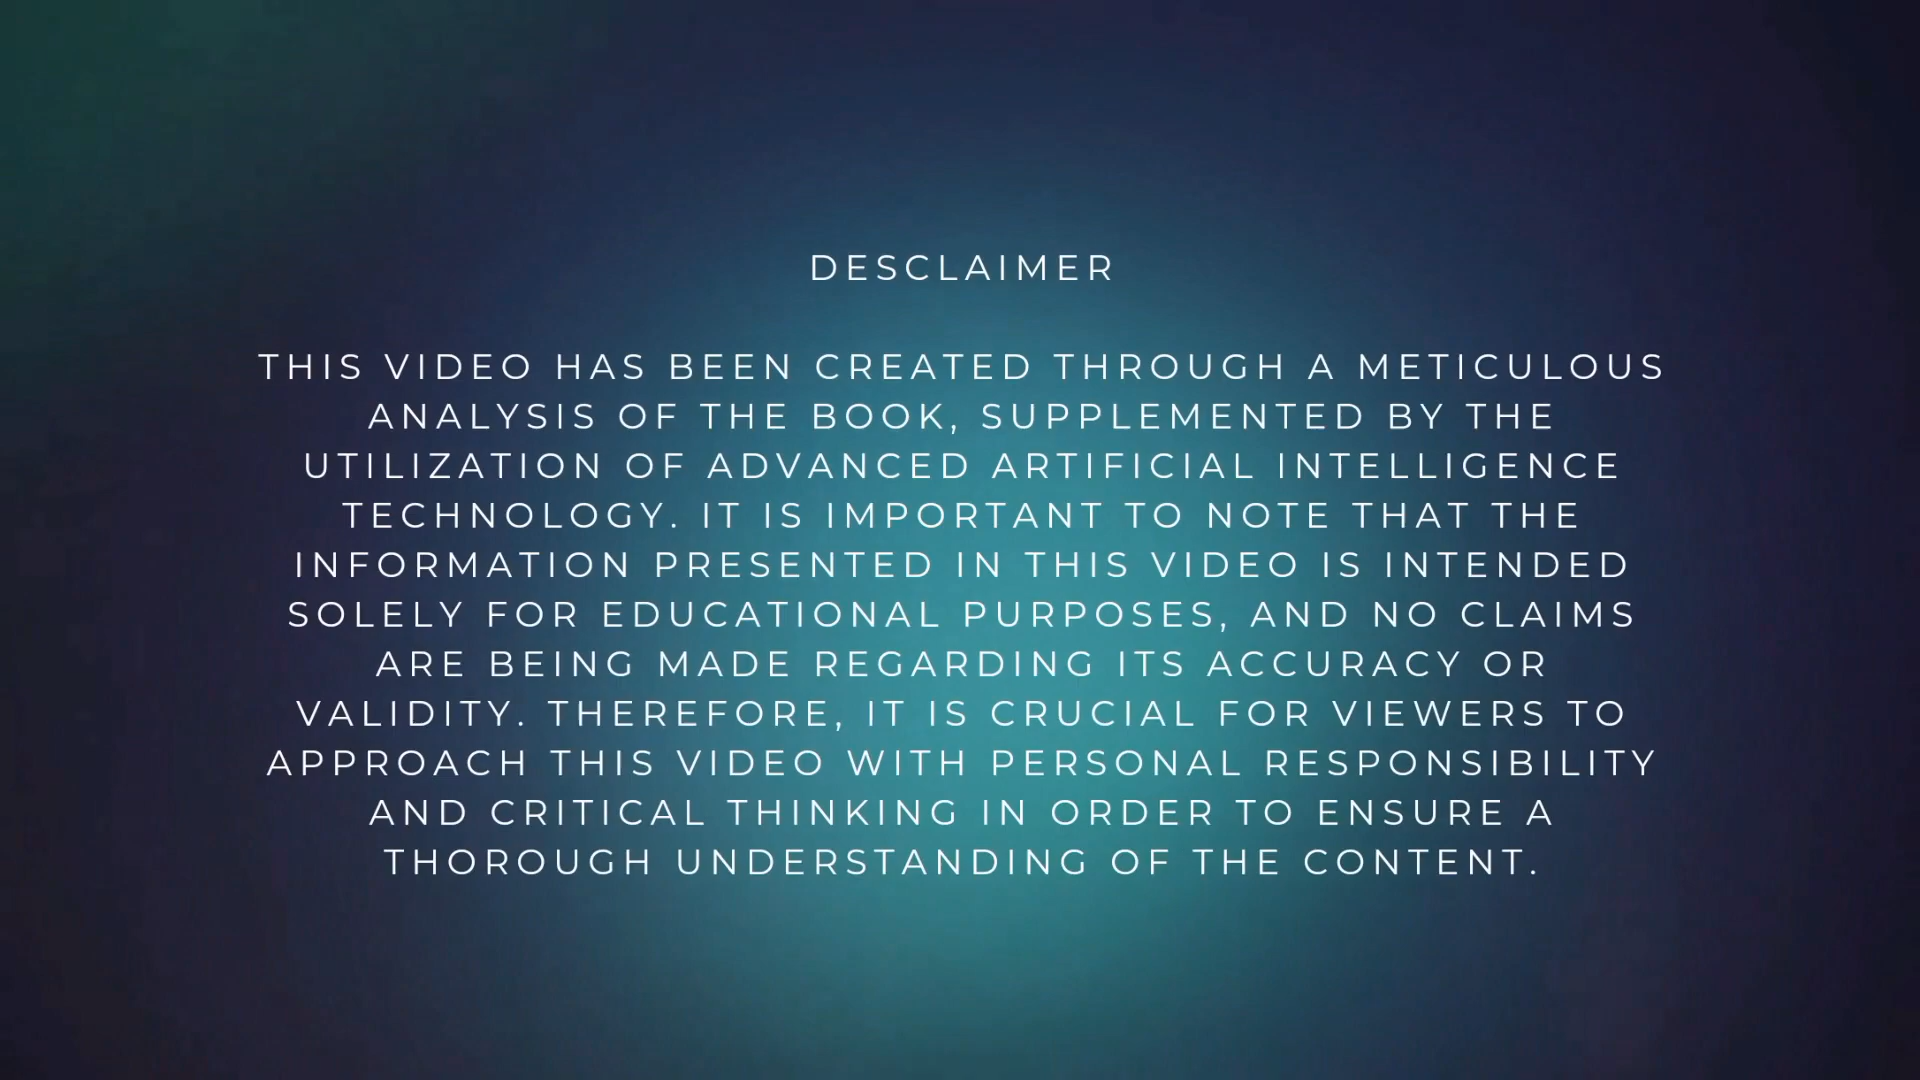 DESCLAIMER
THIS VIDEO HAS BEEN CREATED THROUGH A METICULOUS
ANALYSIS OF THE BOOK, SUPPLEMENTED BY THE
UTILIZATION OF ADVANCED ARTIFICIAL INTELLIGENCE
TECHNOLOGY. IT IS IMPORTANT TO NOTE THAT THE
INFORMATION PRESENTED IN THIS VIDEO IS INTENDED
SOLELY FOR EDUCATIONAL PURPOSES, AND NO CLAIMS
ARE BEING MADE REGARDING ITS ACCURACY OR
VALIDITY. THEREFORE, IT IS CRUCIAL FOR VIEWERS TO
APPROACH THIS VIDEO WITH PERSONAL RESPONSIBILITY
AND CRITICAL THINKING IN ORDER TO ENSURE A
THOROUGH UNDERSTANDING OF THE CONTENT.